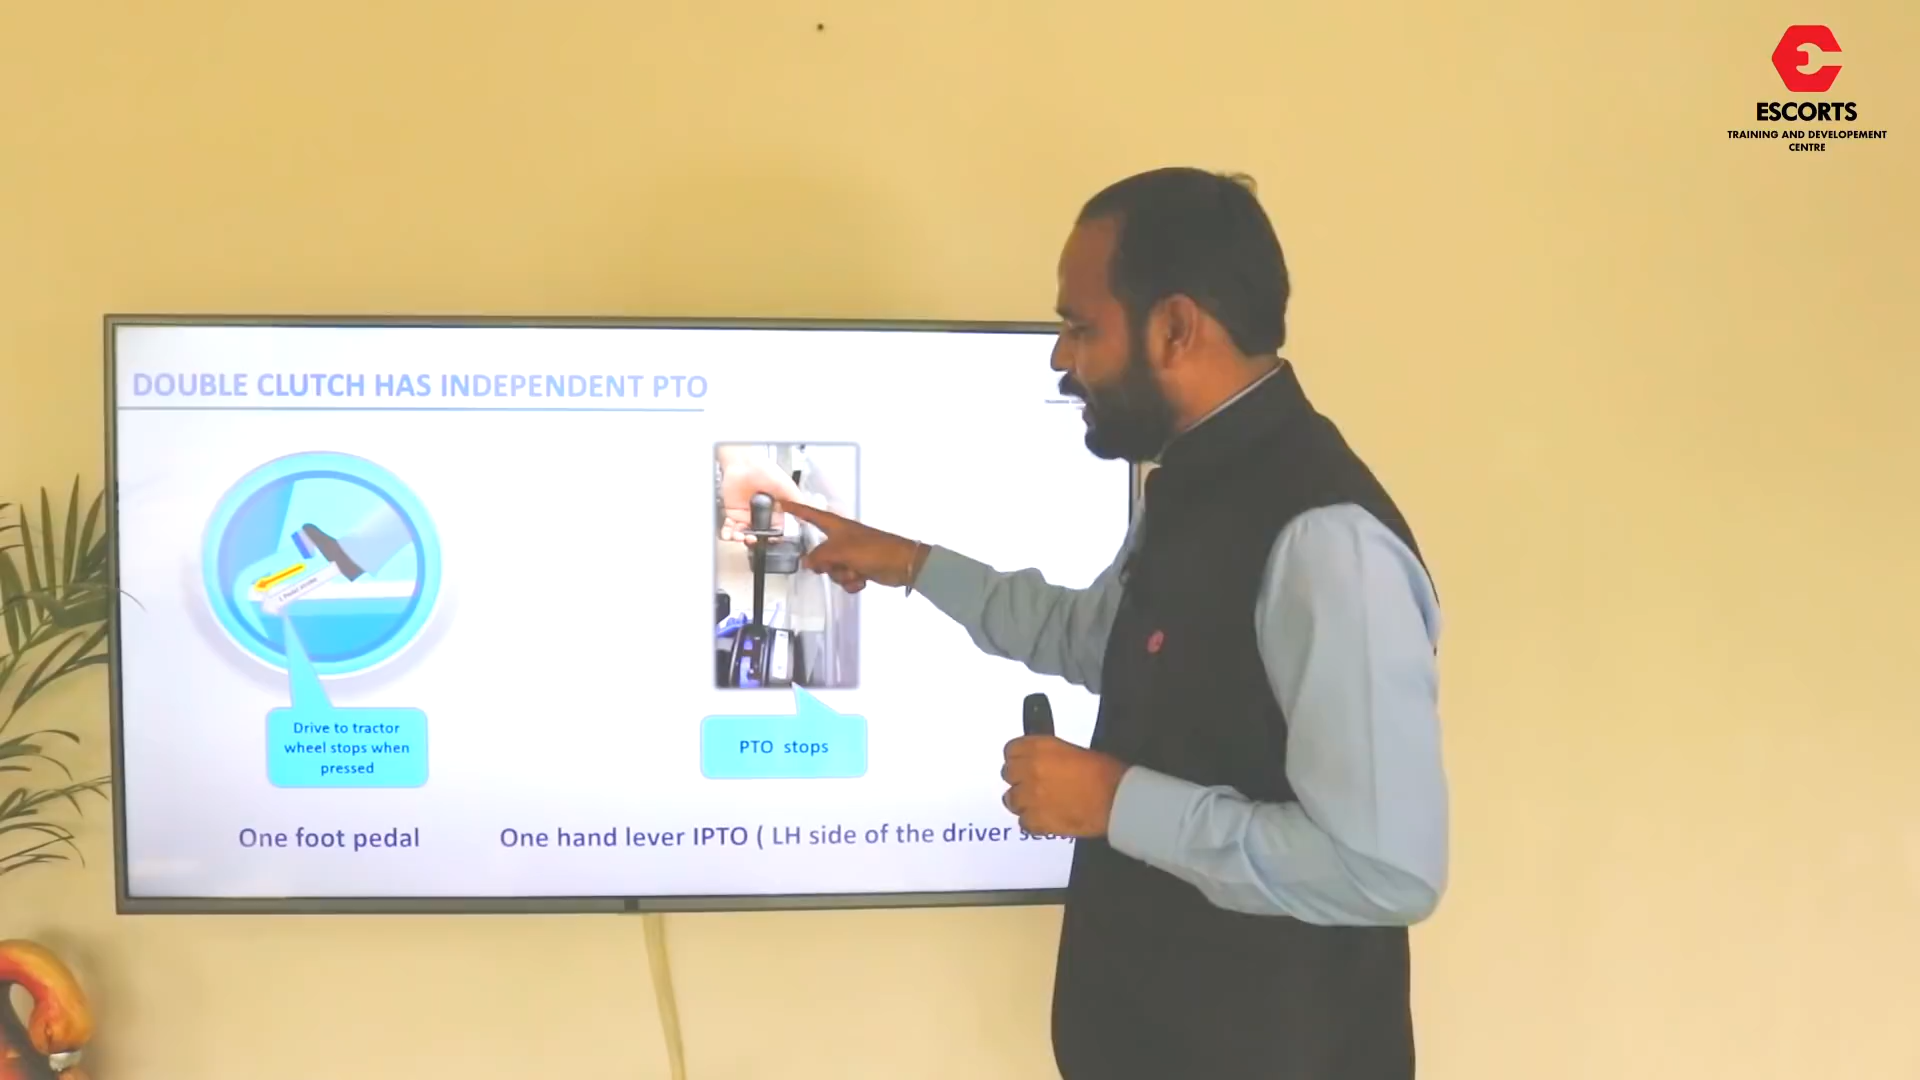 ESCORTS
TRAINING AND DEVELOPEMENT
CENTRE
DOUBLE CLUTCH HAS INDEPENDENT PTO
Drive to tractor
wheel stops when
pressed
PTO stops
One foot pedal
One hand lever IPTO ( LH side of the driver seat)